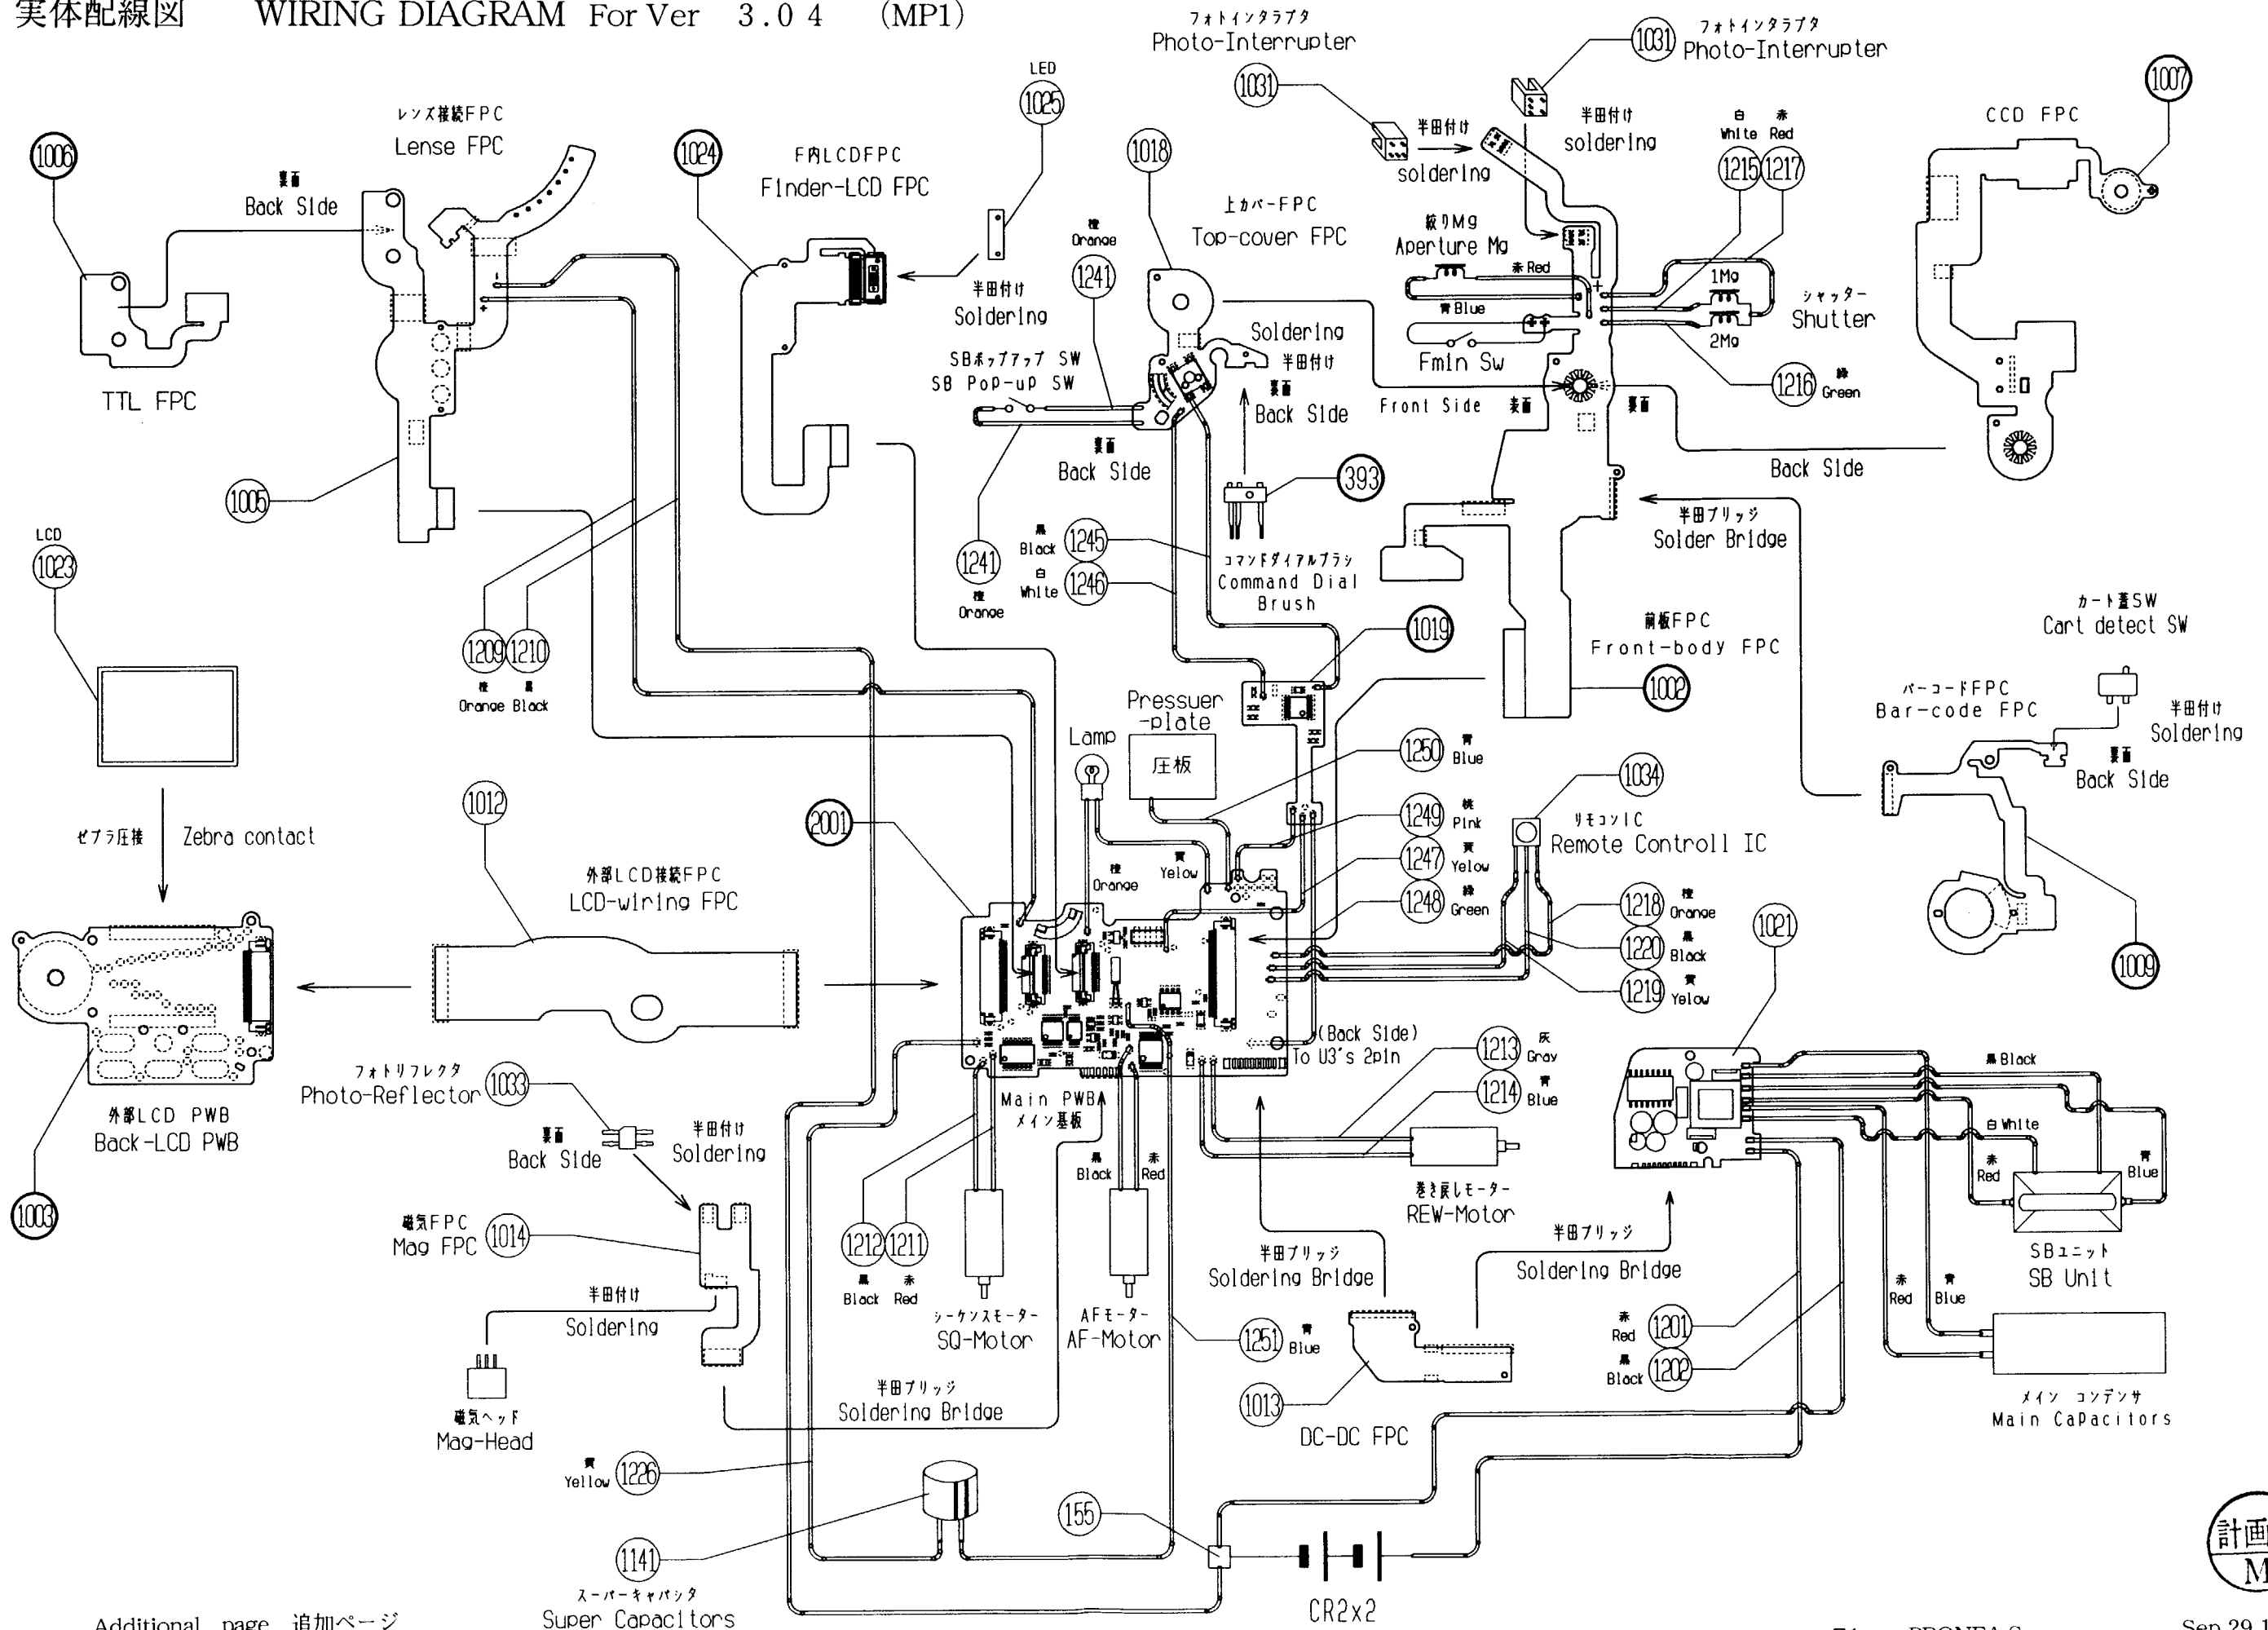 実体配線図 WIRING DIAGRAM For Ver 3.04 (MP1)
フォトインタラプタ
Photo-Interrupter
1031
1031
フォトインタラプタ
Photo-Interrupter
半田付け
soldering
半田付け
soldering
白
White
1215
赤
Red
1217
CCD FPC
1007
1006
裏面
Back Side
TTL FPC
レンズ接続FPC
Lense FPC
1005
1024
F内LCDFPC
Finder-LCD FPC
LED
1025
半田付け
Soldering
1018
上カバーFPC
Top-cover FPC
橙
Orange
1241
SBポップアップ SW
SB Pop-up SW
1241
橙
Orange
裏面
Back Side
Soldering
半田付け
裏面
Back Side
393
コマンドダイアルブラシ
Command Dial
Brush
黒
Black
1245
白
White
1246
絞りMg
Aperture Mg
赤 Red
青 Blue
Fmin Sw
1Mg
2Mg
シャッター
Shutter
1216
緑
Green
Front Side 表面
裏面
Back Side
半田ブリッジ
Solder Bridge
前板FPC
Front-body FPC
1002
カート蓋SW
Cart detect SW
半田付け
Soldering
裏面
Back Side
バーコードFPC
Bar-code FPC
1009
LCD
1023
ゼブラ圧接
Zebra contact
1209
橙
Orange
1210
黒
Black
1012
外部LCD接続FPC
LCD-wiring FPC
外部LCD PWB
Back-LCD PWB
1003
2001
Lamp
Pressuer
-plate
圧板
橙
Orange
黄
Yelow
1019
1250
青
Blue
1249
桃
Pink
1247
黄
Yelow
1248
緑
Green
1034
リモコンIC
Remote Controll IC
1218
橙
Orange
1220
黒
Black
1219
黄
Yelow
(Back Side)
To U3's 2pin
Main PWBA
メイン基板
1213
灰
Gray
1214
青
Blue
巻き戻しモーター
REW-Motor
1021
黒 Black
白 White
赤
Red
青
Blue
SBユニット
SB Unit
赤
Red
青
Blue
メイン コンデンサ
Main Capacitors
フォトリフレクタ
Photo-Reflector
1033
裏面
Back Side
半田付け
Soldering
磁気FPC
Mag FPC
1014
半田付け
Soldering
磁気ヘッド
Mag-Head
1212
黒
Black
1211
赤
Red
シーケンスモーター
SQ-Motor
黒
Black
赤
Red
AFモーター
AF-Motor
1251
青
Blue
半田ブリッジ
Soldering Bridge
半田ブリッジ
Soldering Bridge
半田ブリッジ
Soldering Bridge
1013
DC-DC FPC
赤
Red
1201
黒
Black
1202
黄
Yellow
1226
1141
スーパーキャパシタ
Super Capacitors
155
CR2x2
計画
M
Additional page 追加ページ